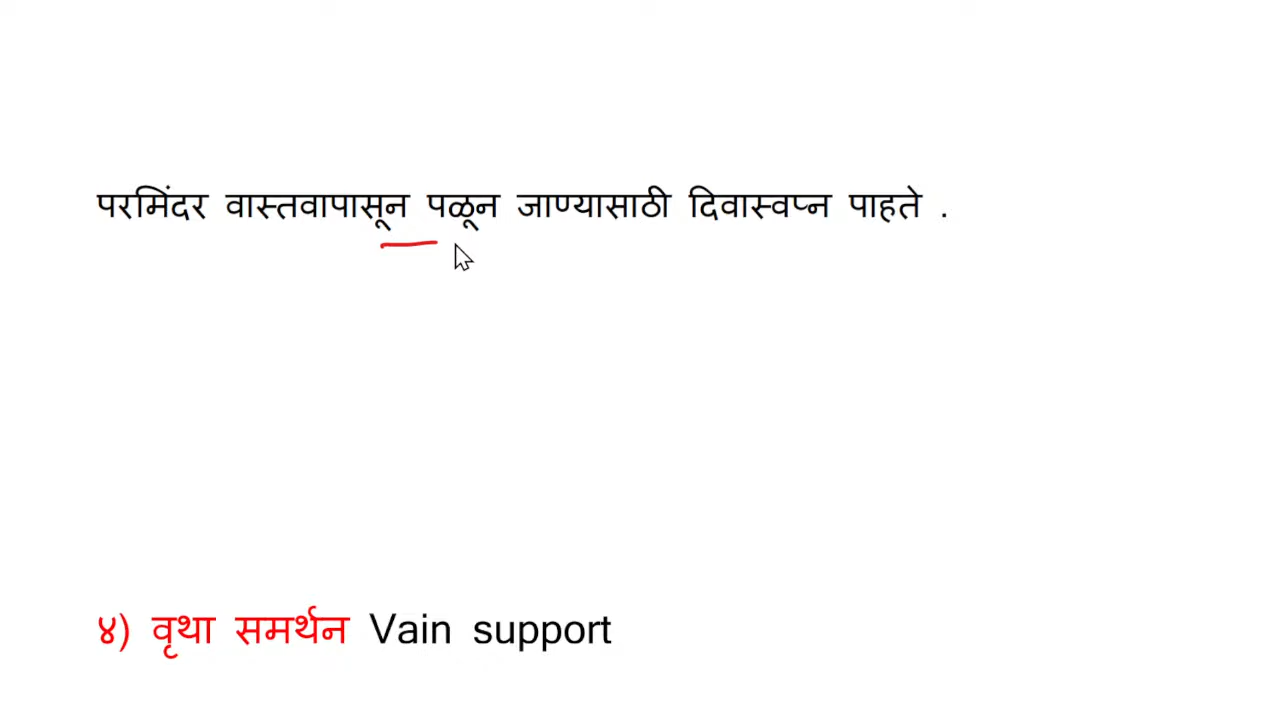 परमिंदर वास्तवापासून पळून जाण्यासाठी दिवास्वप्न पाहते .
४) वृथा समर्थन Vain support